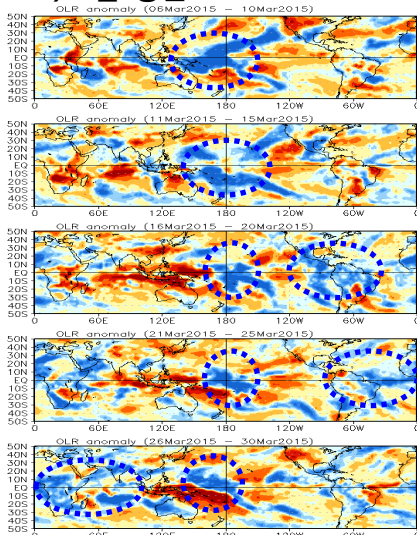 OLR anomaly (06Mar2015 – 10Mar2015)
50N
40N
30N
20N
10N
EQ
10S
20S
30S
40S
50S
0 60E 120E 180 120W 60W 0
OLR anomaly (11Mar2015 – 15Mar2015)
50N
40N
30N
20N
10N
EQ
10S
20S
30S
40S
50S
0 60E 120E 180 120W 60W 0
OLR anomaly (16Mar2015 – 20Mar2015)
50N
40N
30N
20N
10N
EQ
10S
20S
30S
40S
50S
0 60E 120E 180 120W 60W 0
OLR anomaly (21Mar2015 – 25Mar2015)
50N
40N
30N
20N
10N
EQ
10S
20S
30S
40S
50S
0 60E 120E 180 120W 60W 0
OLR anomaly (26Mar2015 – 30Mar2015)
50N
40N
30N
20N
10N
EQ
10S
20S
30S
40S
50S